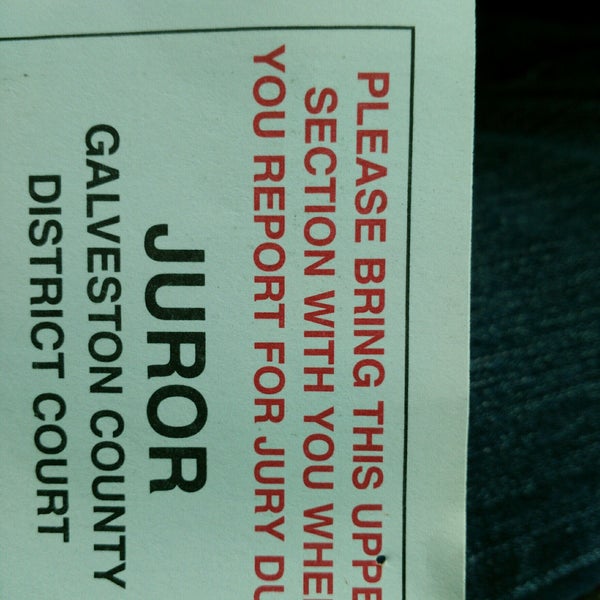 PLEASE BRING THIS UPPE
SECTION WITH YOU WHE
YOU REPORT FOR JURY DU
JUROR
GALVESTON COUNTY
DISTRICT COURT